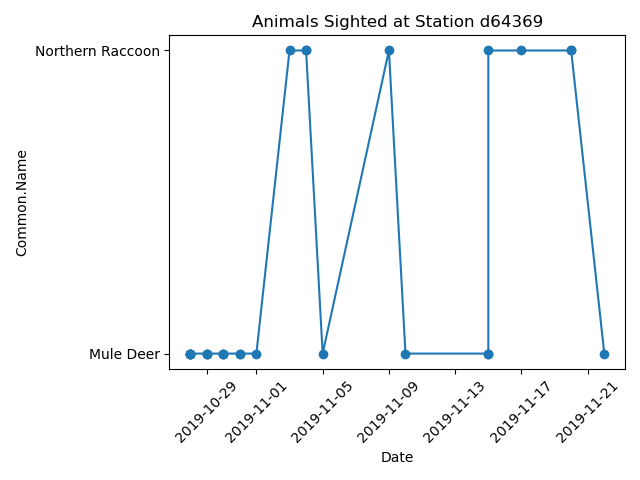 Animals Sighted at Station d64369
Northern Raccoon
Common.Name
Mule Deer
2019-10-29
2019-11-01
2019-11-05
2019-11-09
2019-11-13
2019-11-17
2019-11-21
Date